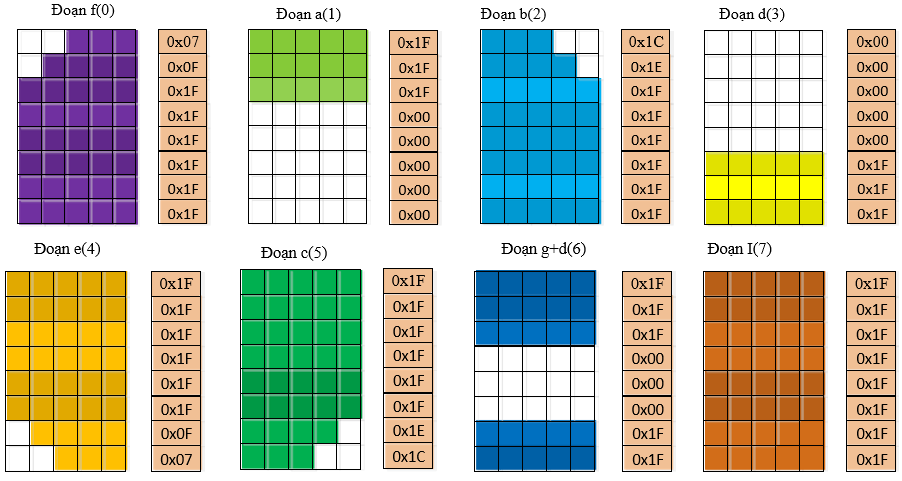 Đoạn f(0)
0x07
0x0F
0x1F
0x1F
0x1F
0x1F
0x1F
0x1F
Đoạn a(1)
0x1F
0x1F
0x1F
0x00
0x00
0x00
0x00
0x00
Đoạn b(2)
0x1C
0x1E
0x1F
0x1F
0x1F
0x1F
0x1F
0x1F
Đoạn d(3)
0x00
0x00
0x00
0x00
0x00
0x1F
0x1F
0x1F
Đoạn e(4)
0x1F
0x1F
0x1F
0x1F
0x1F
0x1F
0x0F
0x07
Đoạn c(5)
0x1F
0x1F
0x1F
0x1F
0x1F
0x1F
0x1E
0x1C
Đoạn g+d(6)
0x1F
0x1F
0x1F
0x00
0x00
0x00
0x1F
0x1F
Đoạn I(7)
0x1F
0x1F
0x1F
0x1F
0x1F
0x1F
0x1F
0x1F